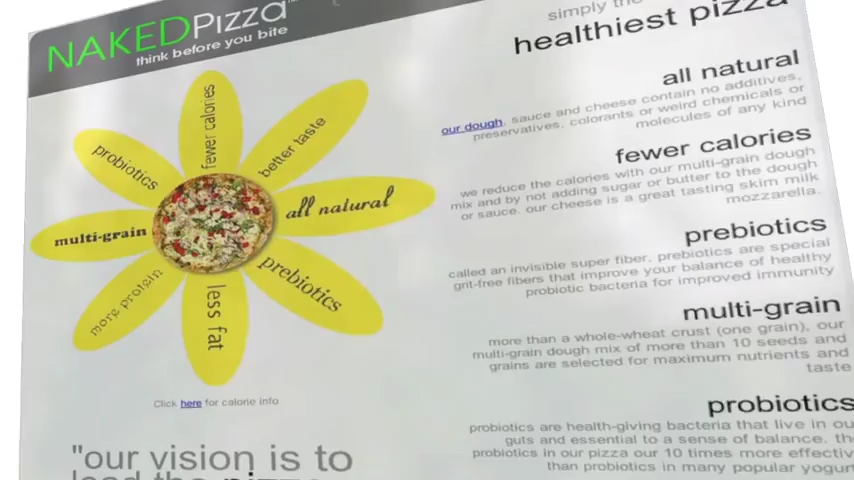 NAKEDPizza™
think before you bite
fewer calories
better taste
probiotics
all natural
multi-grain
prebiotics
more protein
less fat
Click here for calorie info
"our vision is to
simply the
healthiest pizza
all natural
our dough, sauce and cheese contain no additives,
preservatives, colorants or weird chemicals or
molecules of any kind
fewer calories
we reduce the calories with our multi-grain dough
mix and by not adding sugar or butter to the dough
or sauce. our cheese is a great tasting skim milk
mozzarella.
prebiotics
called an invisible super fiber, prebiotics are special
grit-free fibers that improve your balance of healthy
probiotic bacteria for improved immunity
multi-grain
more than a whole-wheat crust (one grain), our
multi-grain dough mix of more than 10 seeds and
grains are selected for maximum nutrients and
taste
probiotics
probiotics are health-giving bacteria that live in ou
guts and essential to a sense of balance. the
probiotics in our pizza our 10 times more effectiv
than probiotics in many popular yogurt